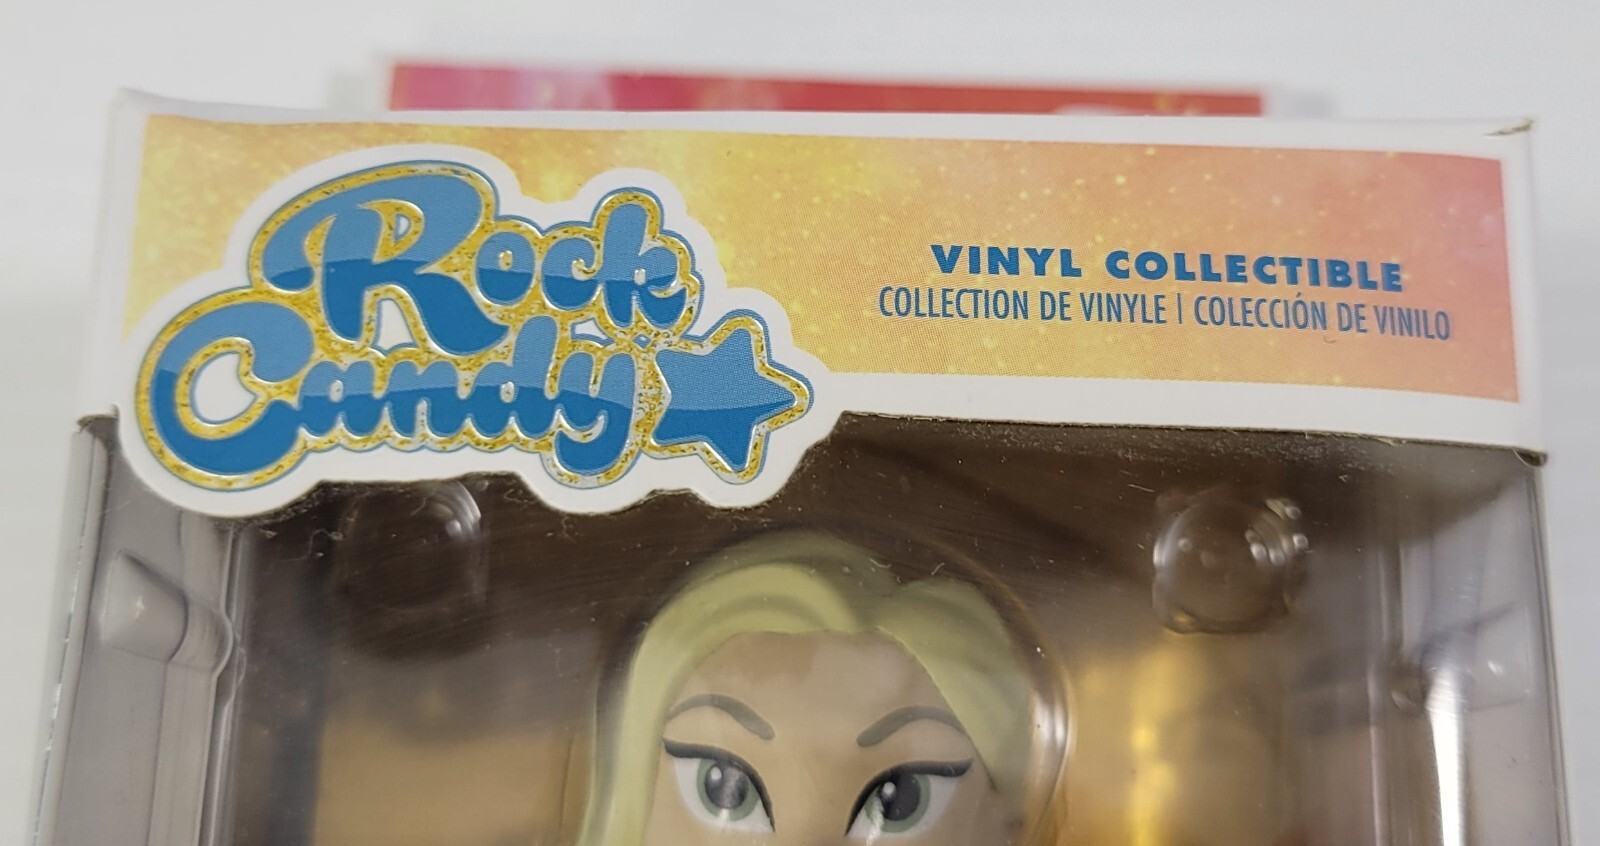 Rock
Candy
VINYL COLLECTIBLE
COLLECTION DE VINYLE | COLECCIÓN DE VINILO